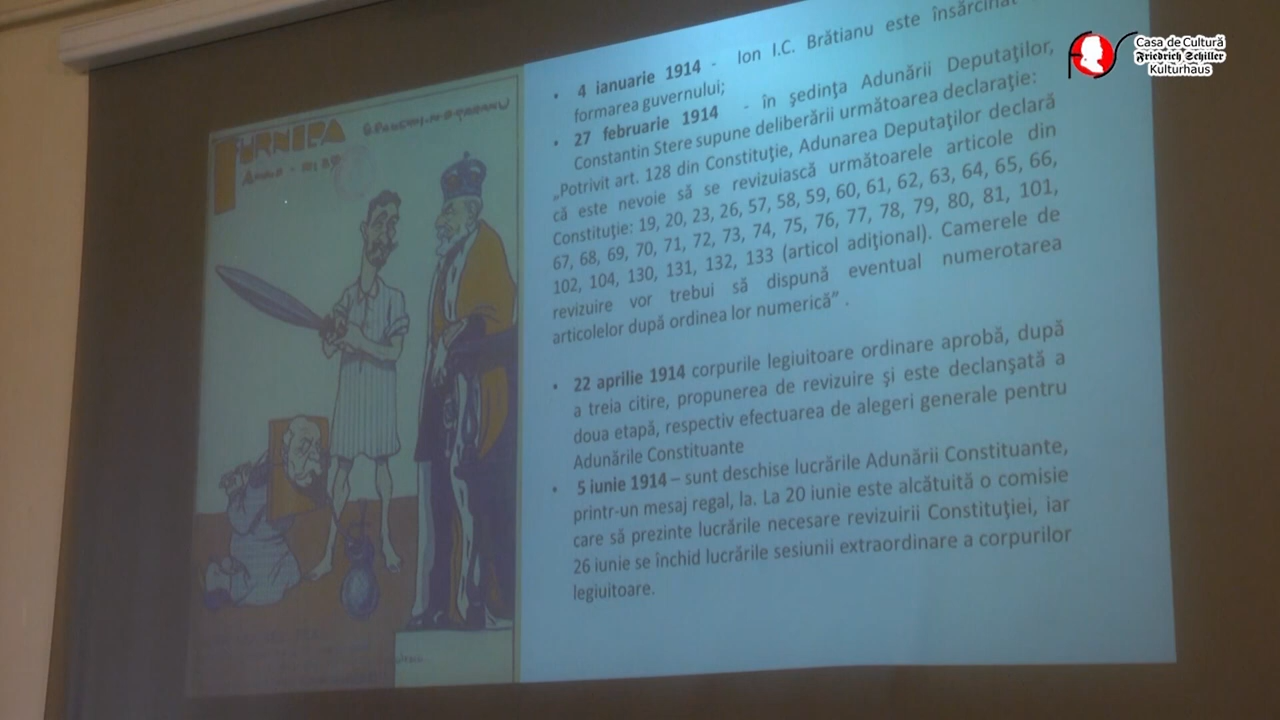 Casa de Cultură
Friedrich Schiller
Kulturhaus
FURNICA
• 4 ianuarie 1914 - Ion I.C. Brătianu este însărcinat
formarea guvernului;
• 27 februarie 1914 - în şedinţa Adunării Deputaţilor,
Constantin Stere supune deliberării următoarea declaraţie:
„Potrivit art. 128 din Constituţie, Adunarea Deputaţilor declară
că este nevoie să se revizuiască următoarele articole din
Constituţie: 19, 20, 23, 26, 57, 58, 59, 60, 61, 62, 63, 64, 65, 66,
67, 68, 69, 70, 71, 72, 73, 74, 75, 76, 77, 78, 79, 80, 81, 101,
102, 104, 130, 131, 132, 133 (articol adiţional). Camerele de
revizuire vor trebui să dispună eventual numerotarea
articolelor după ordinea lor numerică” .
• 22 aprilie 1914 corpurile legiuitoare ordinare aprobă, după
a treia citire, propunerea de revizuire şi este declanşată a
doua etapă, respectiv efectuarea de alegeri generale pentru
Adunările Constituante
• 5 iunie 1914 – sunt deschise lucrările Adunării Constituante,
printr-un mesaj regal, la. La 20 iunie este alcătuită o comisie
care să prezinte lucrările necesare revizuirii Constituţiei, iar
26 iunie se închid lucrările sesiunii extraordinare a corpurilor
legiuitoare.